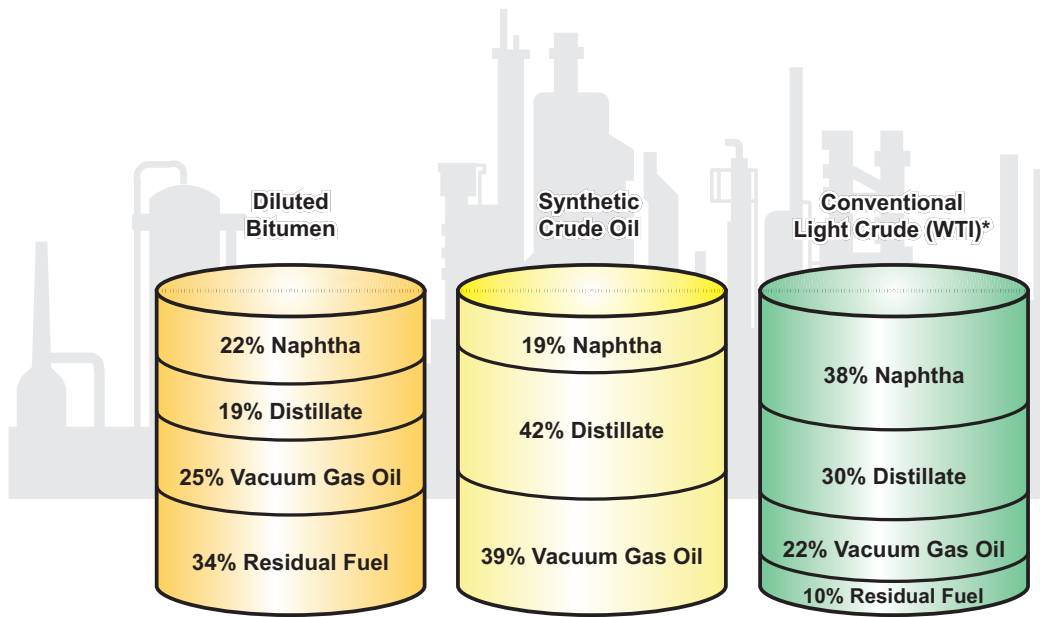 Diluted
Bitumen
22% Naphtha
19% Distillate
25% Vacuum Gas Oil
34% Residual Fuel
Synthetic
Crude Oil
19% Naphtha
42% Distillate
39% Vacuum Gas Oil
Conventional
Light Crude (WTI)*
38% Naphtha
30% Distillate
22% Vacuum Gas Oil
10% Residual Fuel